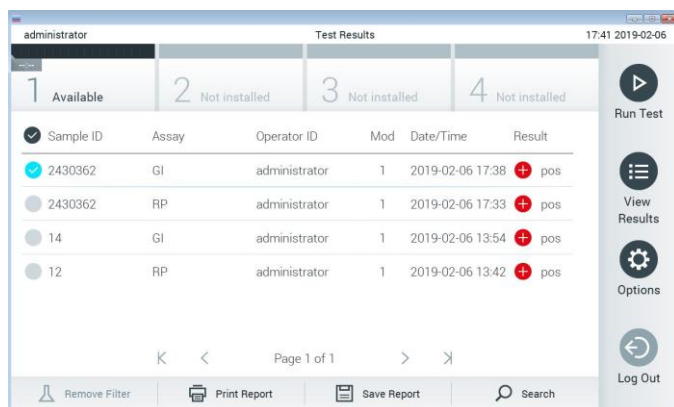 administrator Test Results 17:41 2019-02-06
--:--
1 Available 2 Not installed 3 Not installed 4 Not installed
Run Test
Sample ID Assay Operator ID Mod Date/Time Result
2430362 GI administrator 1 2019-02-06 17:38 pos
2430362 RP administrator 1 2019-02-06 17:33 pos
14 GI administrator 1 2019-02-06 13:54 pos
12 RP administrator 1 2019-02-06 13:42 pos
View
Results
Options
Page 1 of 1
Log Out
Remove Filter Print Report Save Report Search